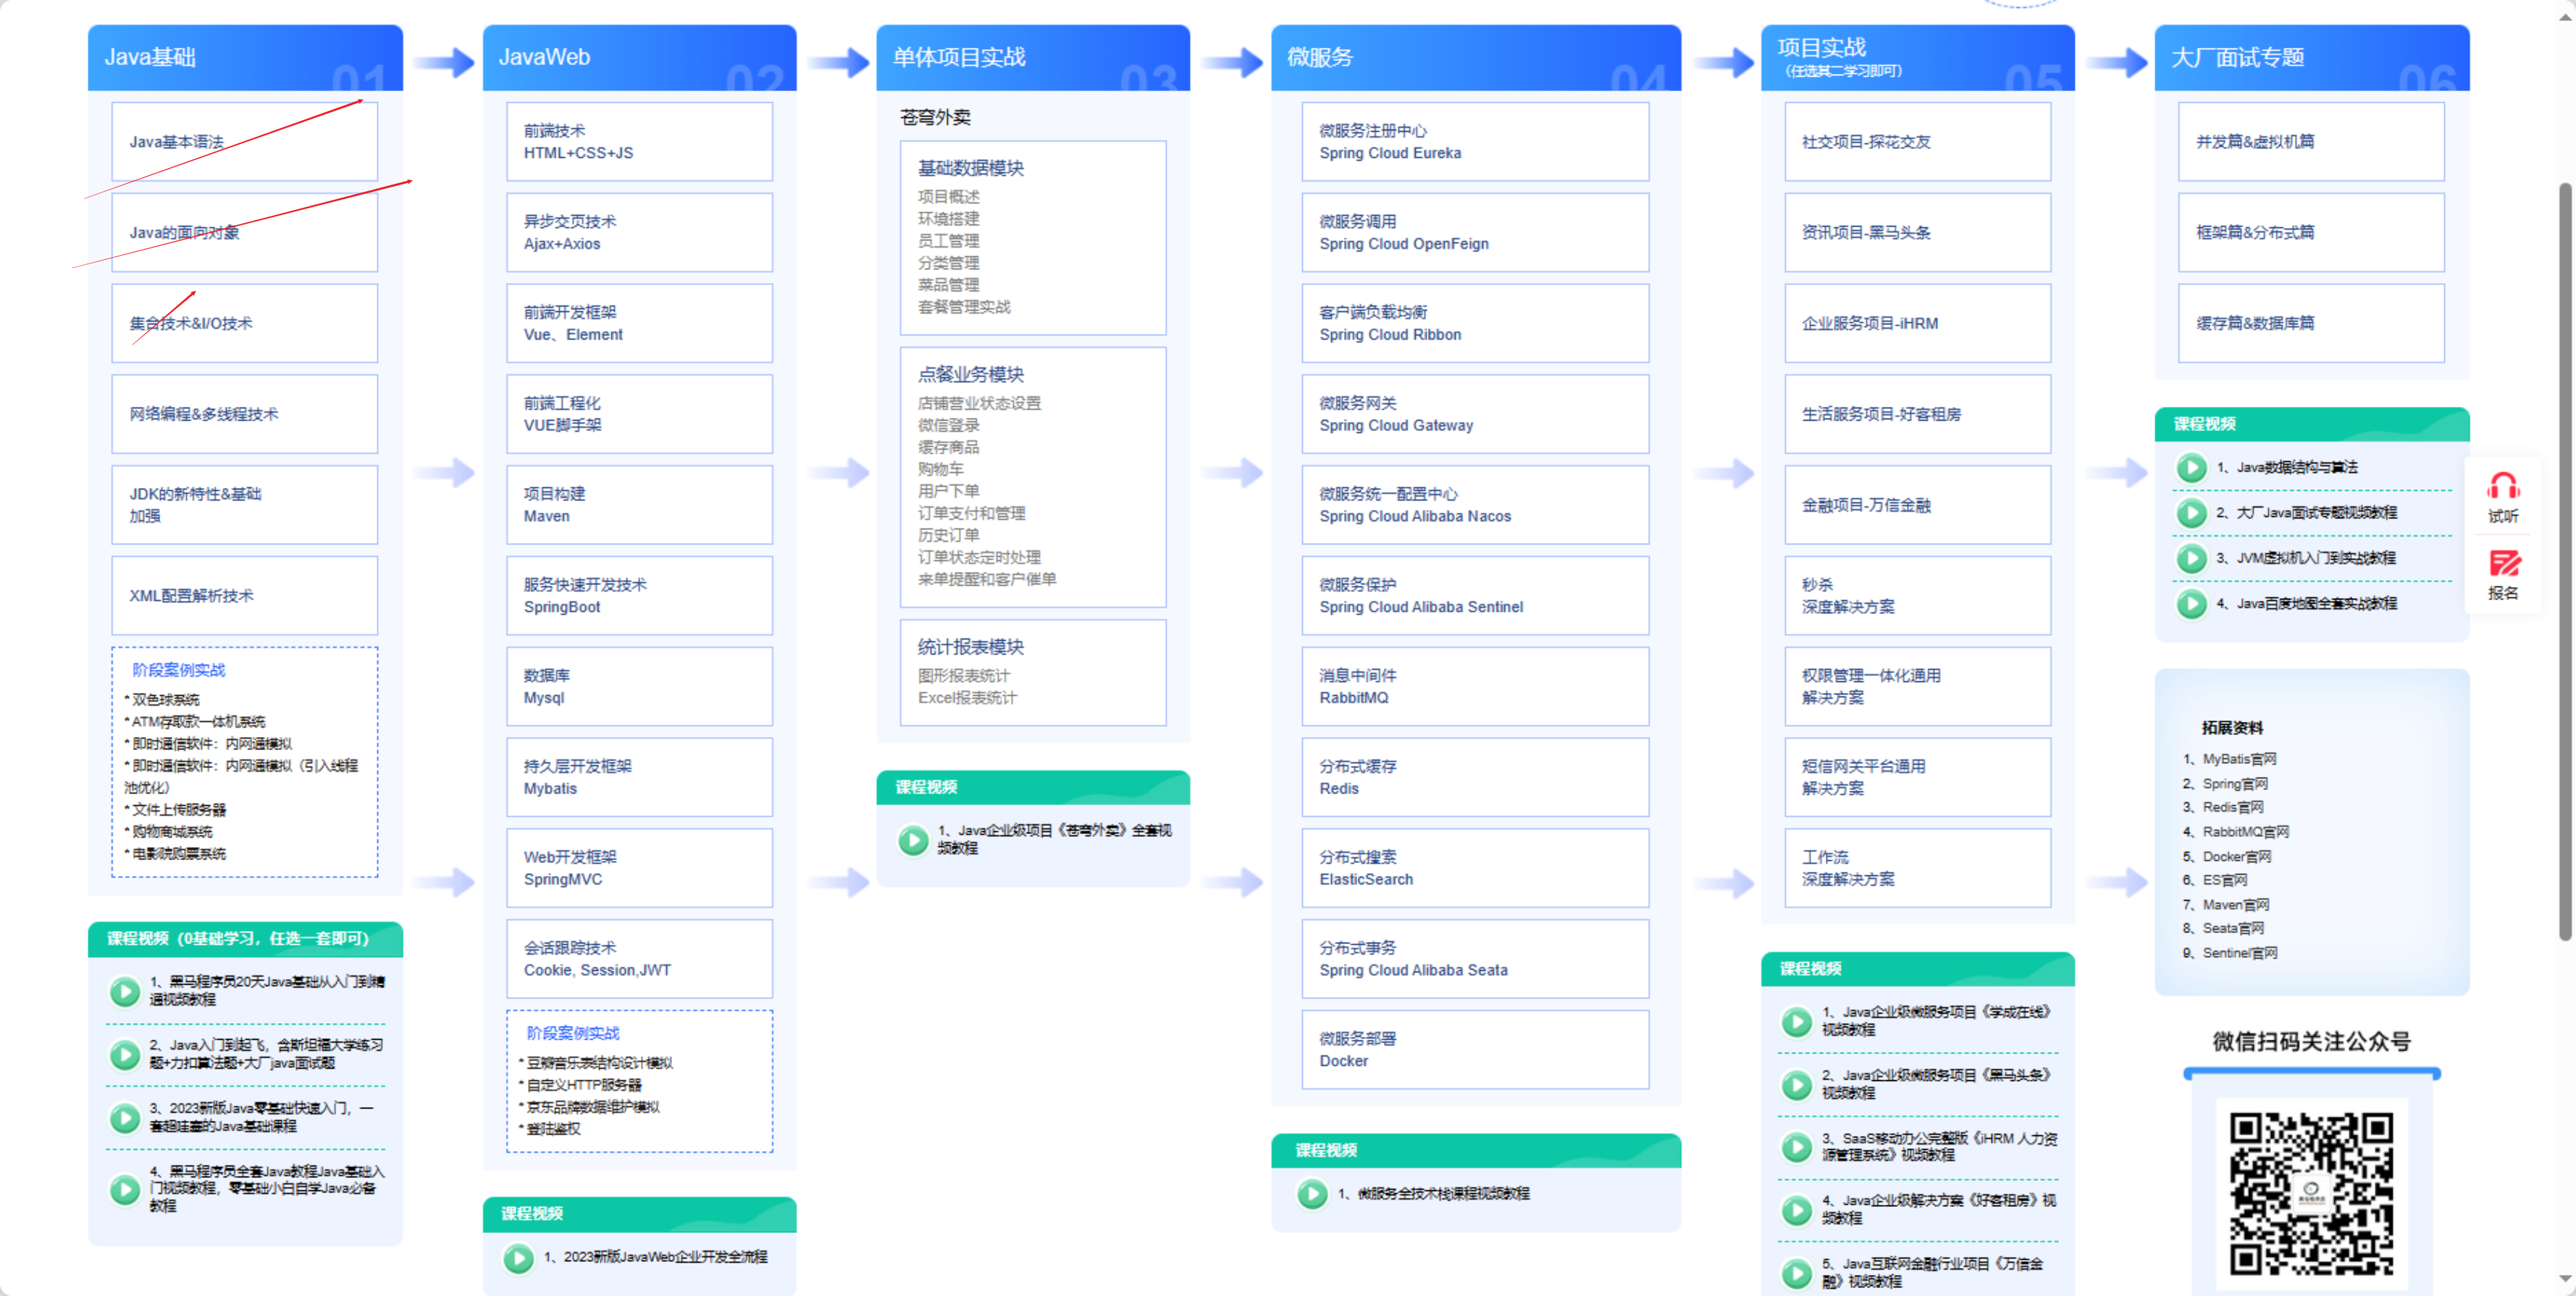 Java基础
01
Java基本语法
Java的面向对象
集合技术&I/O技术
网络编程&多线程技术
JDK的新特性&基础
加强
XML配置解析技术
阶段案例实战
* 双色球系统
* ATM存取款一体机系统
* 即时通信软件：内网通模拟
* 即时通信软件：内网通模拟（引入线程
池优化）
* 文件上传服务器
* 购物商城系统
* 电影院购票系统
课程视频（0基础学习，任选一套即可）
1、黑马程序员20天Java基础从入门到精
通视频教程
2、Java入门到起飞，含斯坦福大学练习
题+力扣算法题+大厂java面试题
3、2023新版Java零基础快速入门，一
套超哇塞的Java基础课程
4、黑马程序员全套Java教程Java基础入
门视频教程，零基础小白自学Java必备
教程
JavaWeb
02
前端技术
HTML+CSS+JS
异步交页技术
Ajax+Axios
前端开发框架
Vue、Element
前端工程化
VUE脚手架
项目构建
Maven
服务快速开发技术
SpringBoot
数据库
Mysql
持久层开发框架
Mybatis
Web开发框架
SpringMVC
会话跟踪技术
Cookie, Session,JWT
阶段案例实战
* 豆瓣音乐表结构设计模拟
* 自定义HTTP服务器
* 京东品牌数据维护模拟
* 登陆鉴权
课程视频
1、2023新版JavaWeb企业开发全流程
单体项目实战
03
苍穹外卖
基础数据模块
项目概述
环境搭建
员工管理
分类管理
菜品管理
套餐管理实战
点餐业务模块
店铺营业状态设置
微信登录
缓存商品
购物车
用户下单
订单支付和管理
历史订单
订单状态定时处理
来单提醒和客户催单
统计报表模块
图形报表统计
Excel报表统计
课程视频
1、Java企业级项目《苍穹外卖》全套视
频教程
微服务
04
微服务注册中心
Spring Cloud Eureka
微服务调用
Spring Cloud OpenFeign
客户端负载均衡
Spring Cloud Ribbon
微服务网关
Spring Cloud Gateway
微服务统一配置中心
Spring Cloud Alibaba Nacos
微服务保护
Spring Cloud Alibaba Sentinel
消息中间件
RabbitMQ
分布式缓存
Redis
分布式搜索
ElasticSearch
分布式事务
Spring Cloud Alibaba Seata
微服务部署
Docker
课程视频
1、微服务全技术栈课程视频教程
项目实战
（任选其二学习即可）
05
社交项目-探花交友
资讯项目-黑马头条
企业服务项目-iHRM
生活服务项目-好客租房
金融项目-万信金融
秒杀
深度解决方案
权限管理一体化通用
解决方案
短信网关平台通用
解决方案
工作流
深度解决方案
课程视频
1、Java企业级微服务项目《学成在线》
视频教程
2、Java企业级微服务项目《黑马头条》
视频教程
3、SaaS移动办公完整版《iHRM 人力资
源管理系统》视频教程
4、Java企业级解决方案《好客租房》视
频教程
5、Java互联网金融行业项目《万信金
融》视频教程
大厂面试专题
06
并发篇&虚拟机篇
框架篇&分布式篇
缓存篇&数据库篇
课程视频
1、Java数据结构与算法
2、大厂Java面试专题视频教程
3、JVM虚拟机入门到实战教程
4、Java百度地图全套实战教程
试听
报名
拓展资料
1、MyBatis官网
2、Spring官网
3、Redis官网
4、RabbitMQ官网
5、Docker官网
6、ES官网
7、Maven官网
8、Seata官网
9、Sentinel官网
微信扫码关注公众号